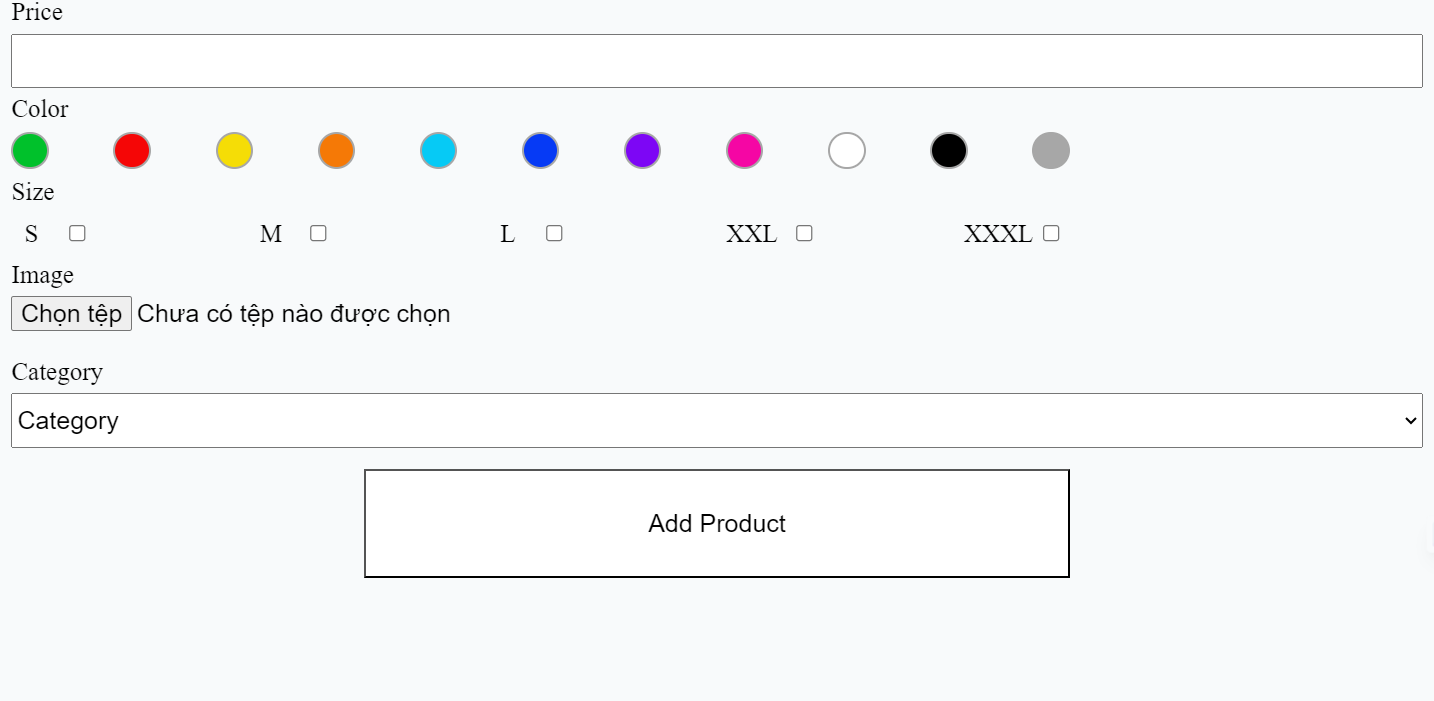 Price
Color
Size
S M L XXL XXXL
Image
Chọn tệp Chưa có tệp nào được chọn
Category
Category
Add Product